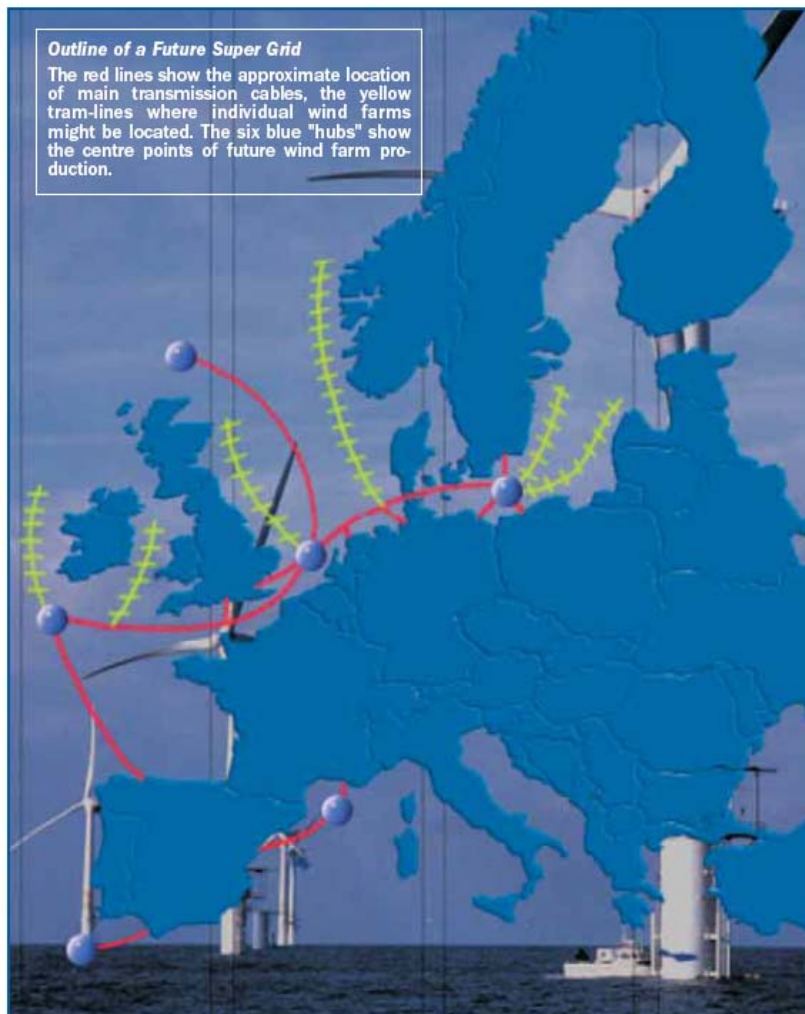 Outline of a Future Super Grid
The red lines show the approximate location
of main transmission cables, the yellow
tram-lines where individual wind farms
might be located. The six blue "hubs" show
the centre points of future wind farm pro-
duction.